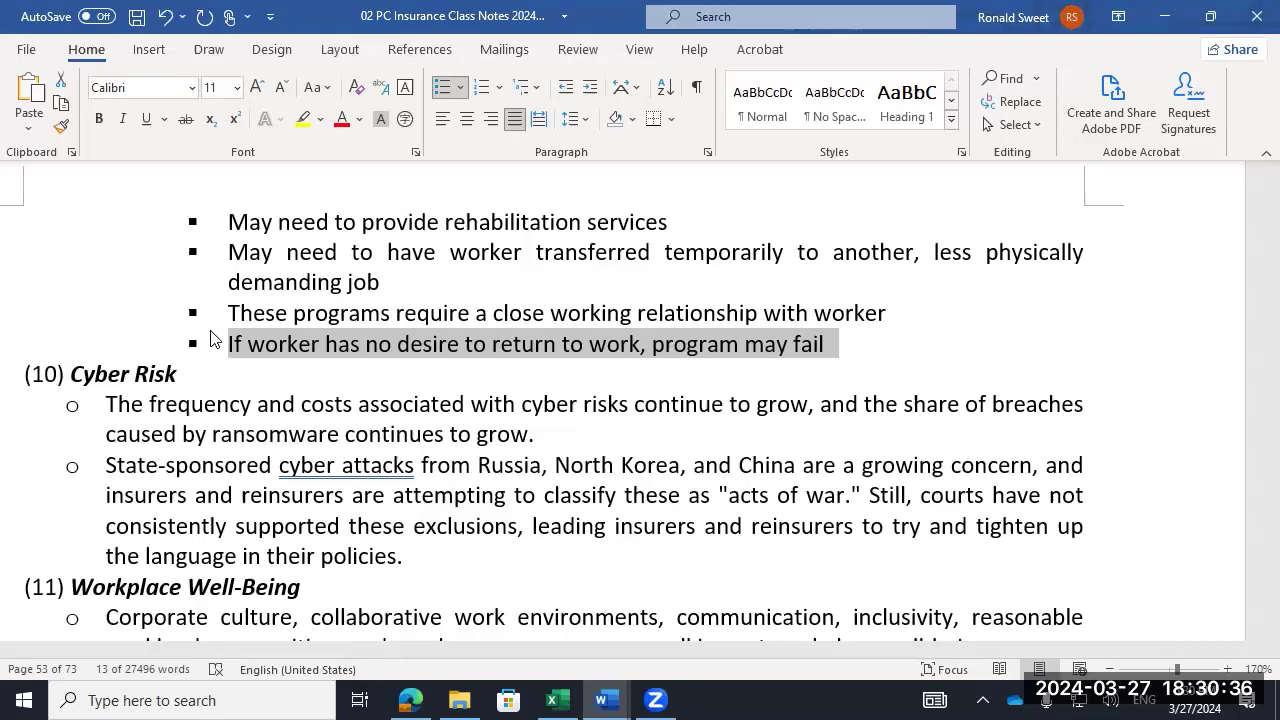 AutoSave Off 02 PC Insurance Class Notes 2024... Search Ronald Sweet RS
File Home Insert Draw Design Layout References Mailings Review View Help Acrobat Share
Paste Calibri 11 Aa AaBbCcDc AaBbCcDc AaBbC Find Replace Select Create and Share Adobe PDF Request Signatures
¶ Normal ¶ No Spac... Heading 1
Clipboard Font Paragraph Styles Editing Adobe Acrobat
May need to provide rehabilitation services
May need to have worker transferred temporarily to another, less physically
demanding job
These programs require a close working relationship with worker
If worker has no desire to return to work, program may fail
(10) Cyber Risk
The frequency and costs associated with cyber risks continue to grow, and the share of breaches
caused by ransomware continues to grow.
State-sponsored cyber attacks from Russia, North Korea, and China are a growing concern, and
insurers and reinsurers are attempting to classify these as "acts of war." Still, courts have not
consistently supported these exclusions, leading insurers and reinsurers to try and tighten up
the language in their policies.
(11) Workplace Well-Being
Corporate culture, collaborative work environments, communication, inclusivity, reasonable
Page 53 of 73 13 of 27496 words English (United States) Focus 170%
Type here to search ENG 2024-03-27 18:30:36
3/27/2024